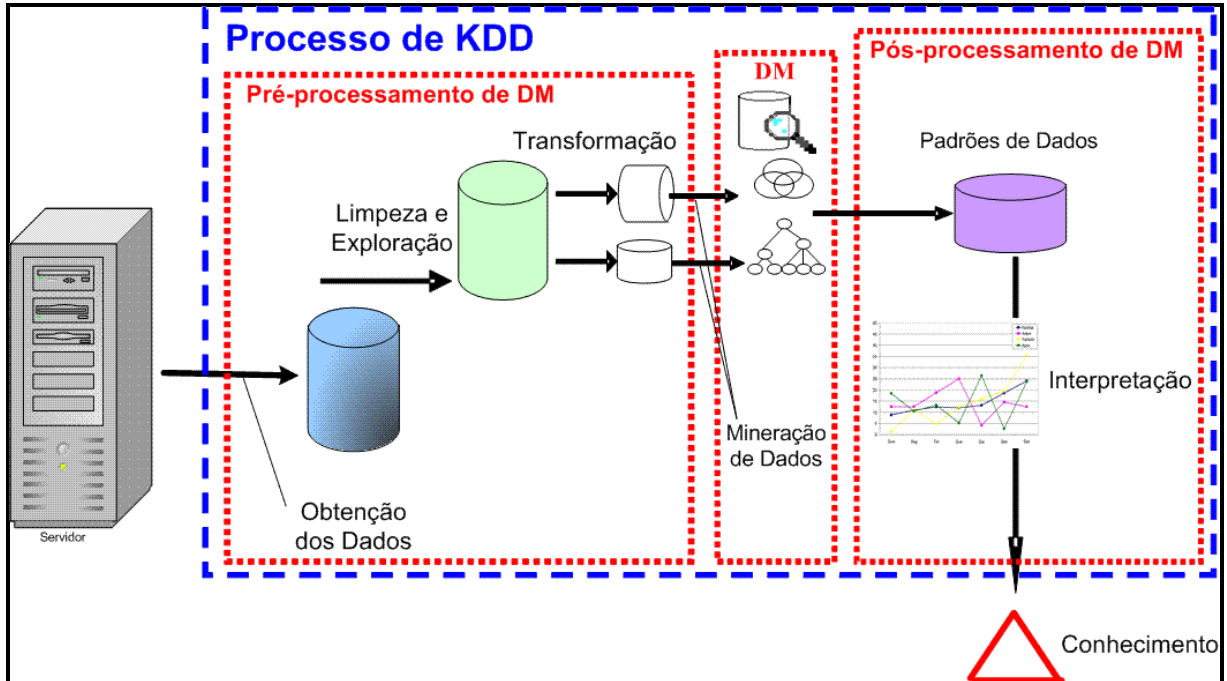 Processo de KDD
Pré-processamento de DM
DM
Pós-processamento de DM
Transformação
Padrões de Dados
Limpeza e
Exploração
Interpretação
Mineração
de Dados
Obtenção
dos Dados
Servidor
Conhecimento